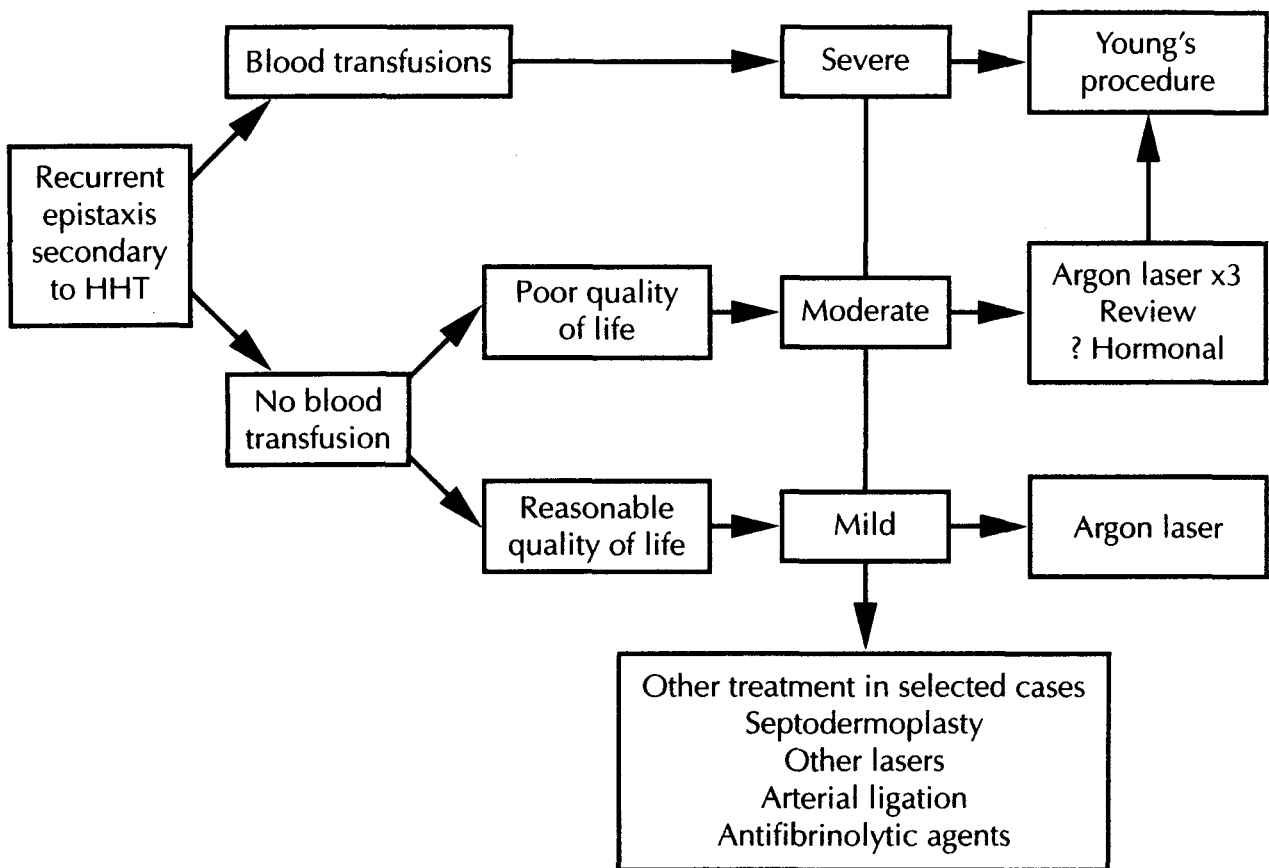 Blood transfusions
Severe
Young's
procedure
Recurrent
epistaxis
secondary
to HHT
Poor quality
of life
Moderate
Argon laser x3
Review
? Hormonal
No blood
transfusion
Reasonable
quality of life
Mild
Argon laser
Other treatment in selected cases
Septodermoplasty
Other lasers
Arterial ligation
Antifibrinolytic agents